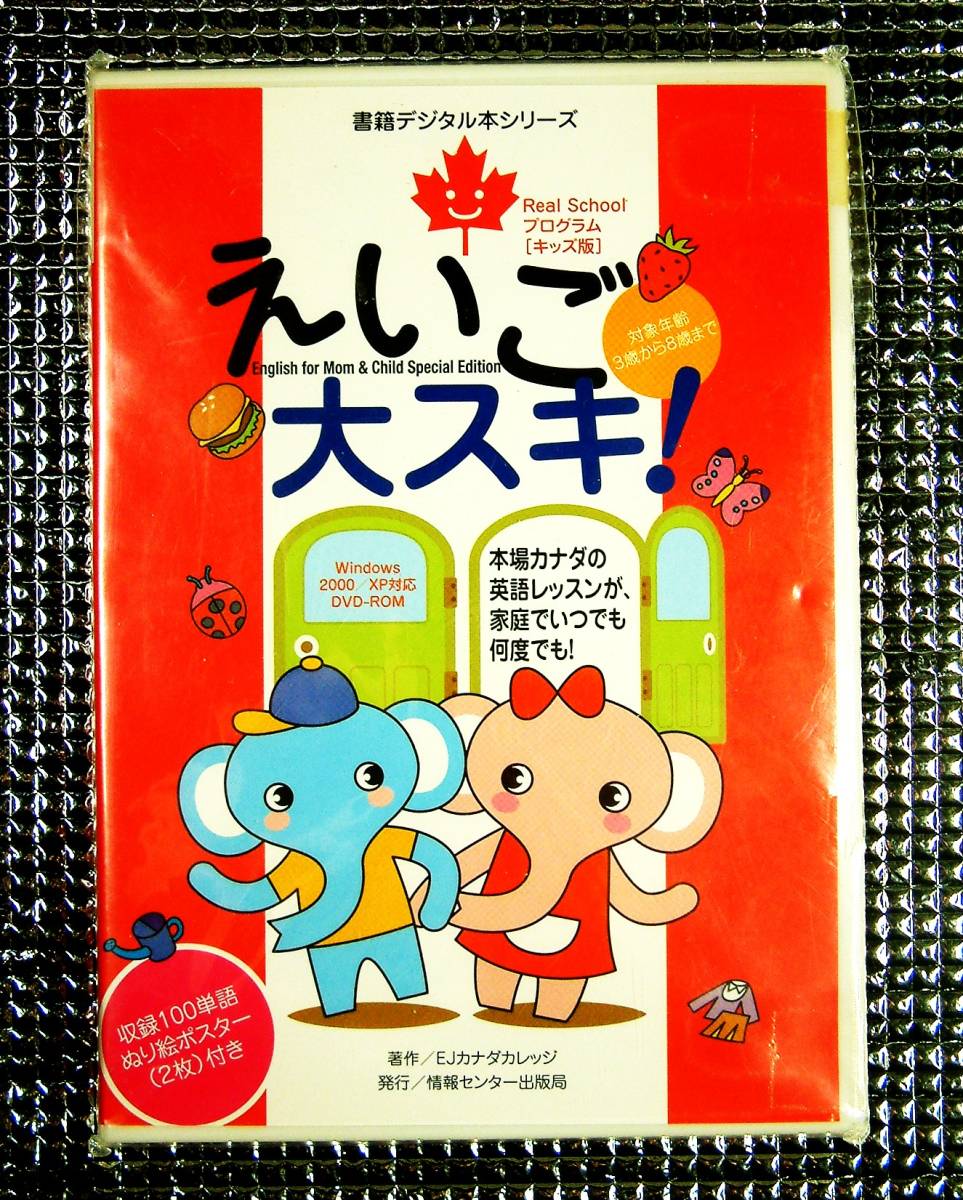 書籍デジタル本シリーズ
Real School
プログラム
[キッズ版]
えいご
対象年齢
3歳から8歳まで
English for Mom & Child Special Edition
大スキ!
Windows
2000/XP対応
DVD-ROM
本場カナダの
英語レッスンが、
家庭でいつでも
何度でも!
収録100単語
ぬり絵ポスター
(2枚)付き
著作/EJカナダカレッジ
発行/情報センター出版局